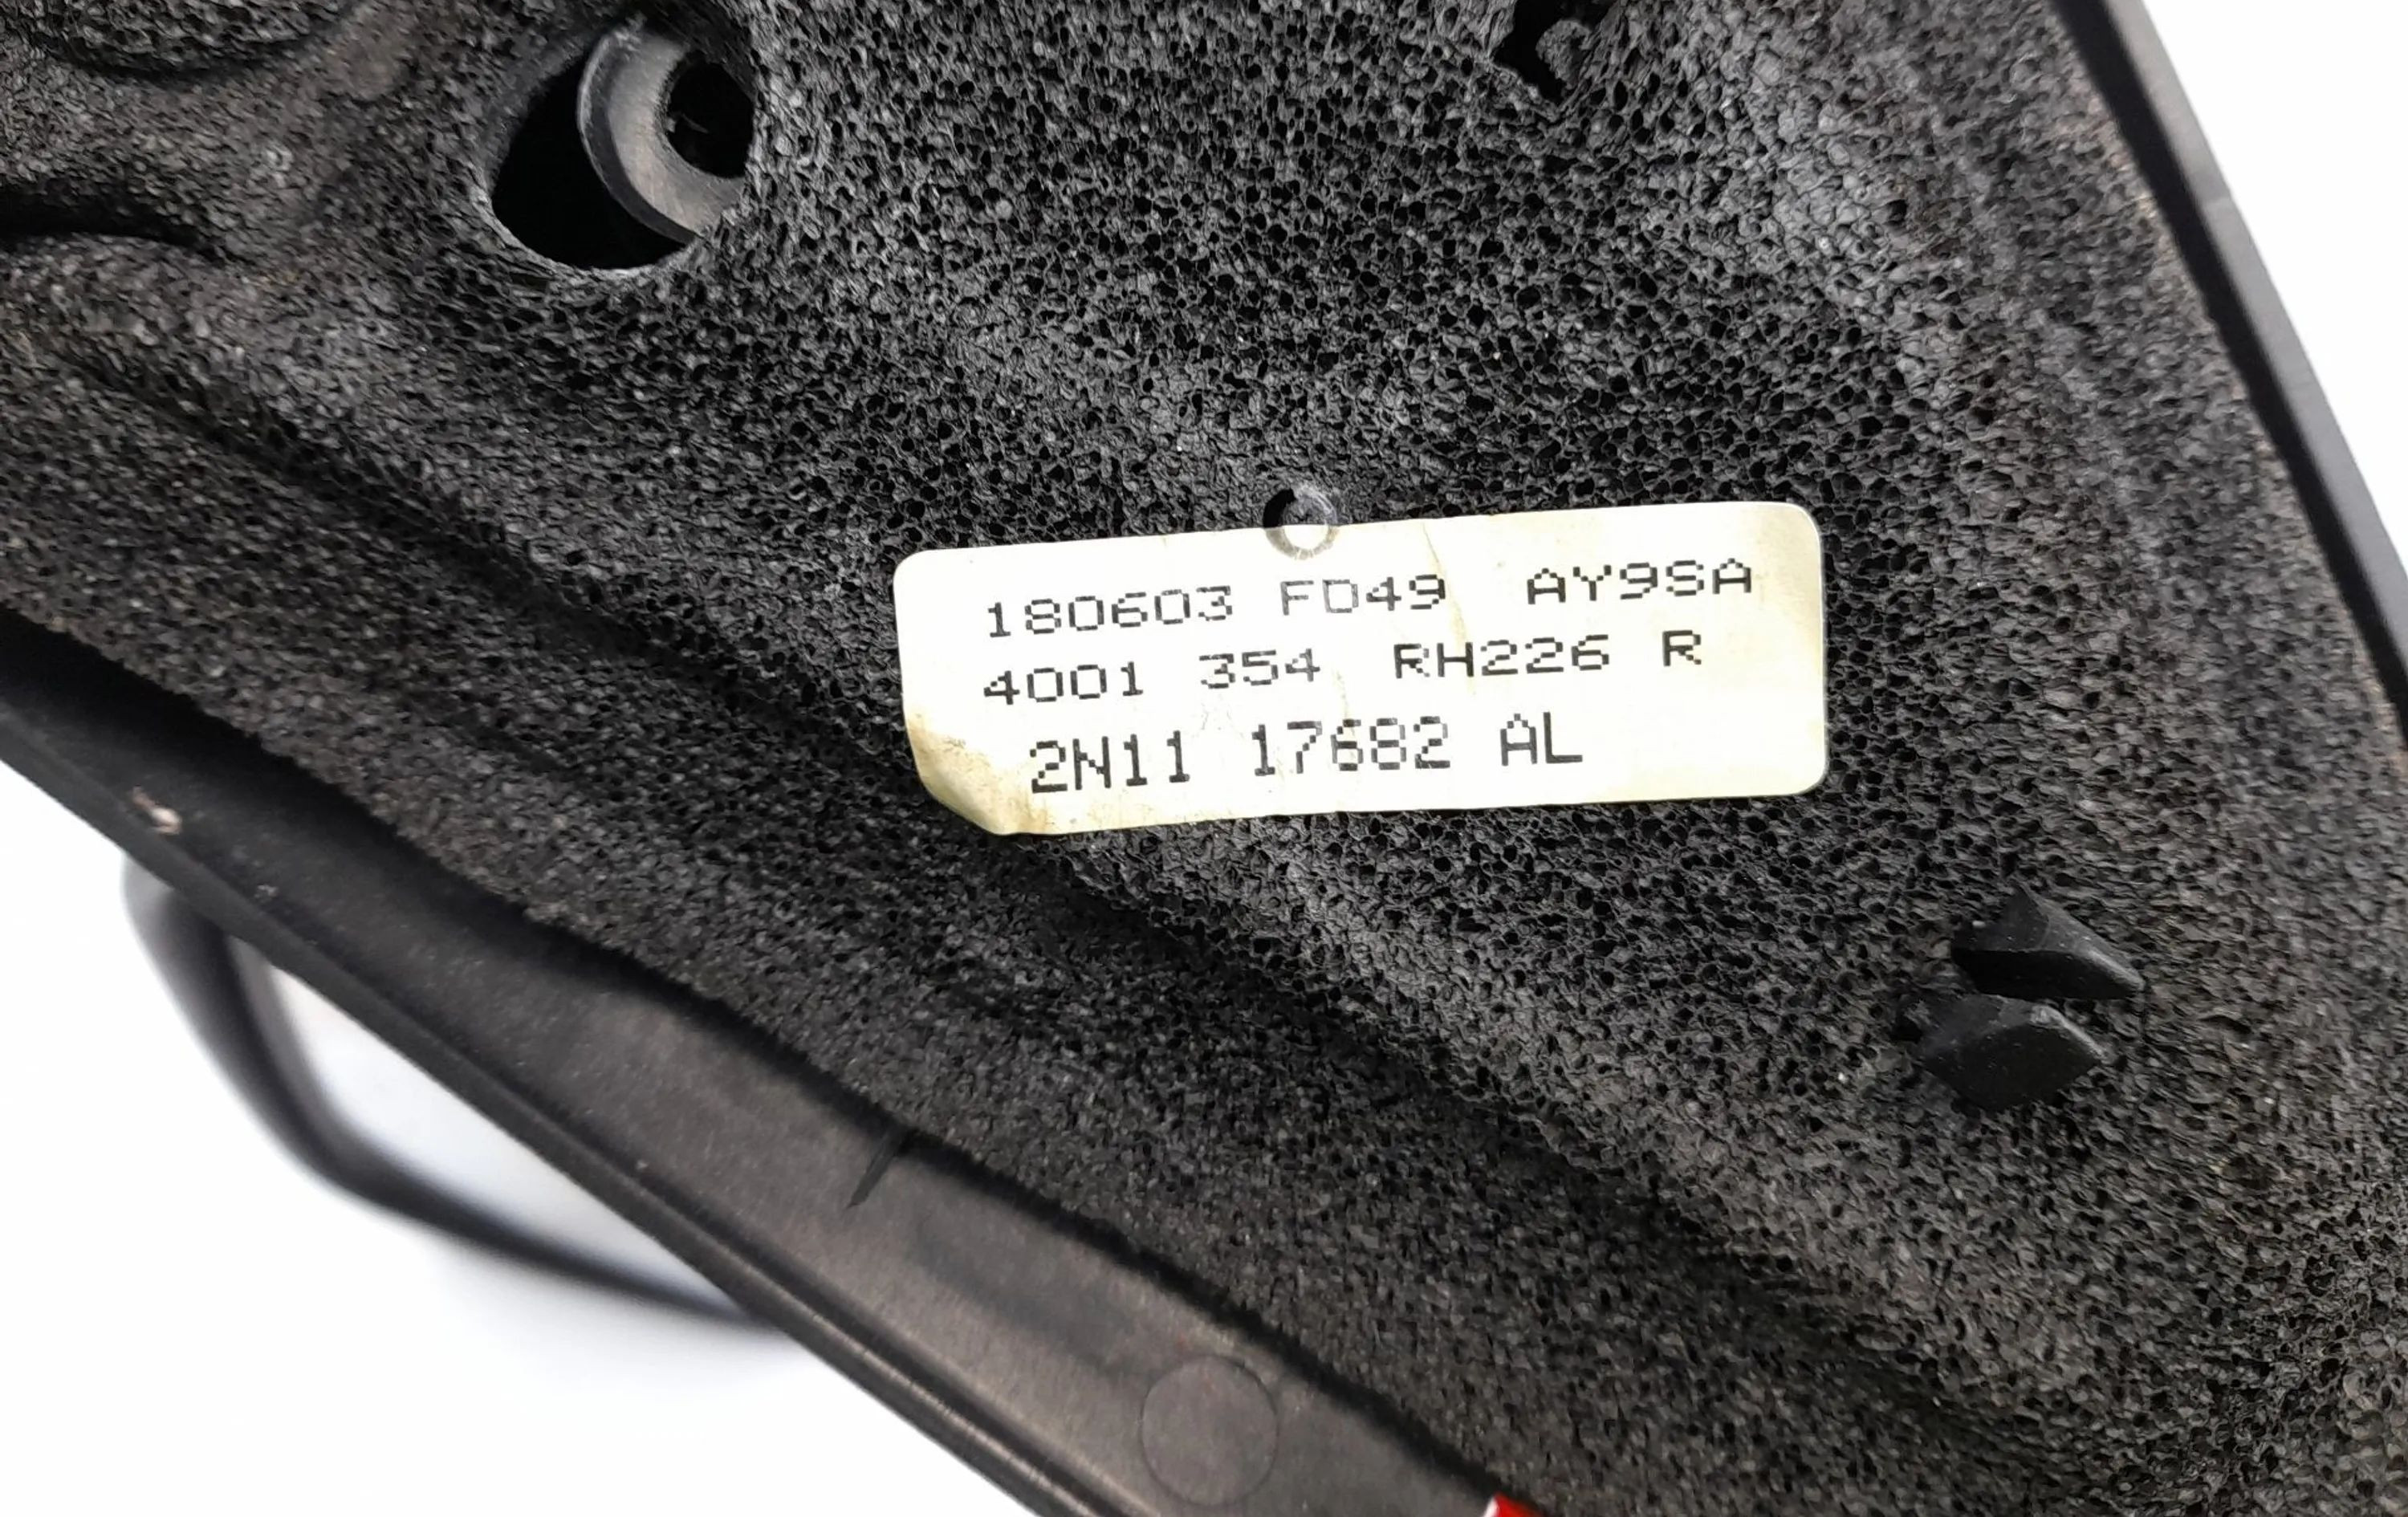 180603 FD49 AY9SA
4001 354 RH226 R
2N11 17682 AL